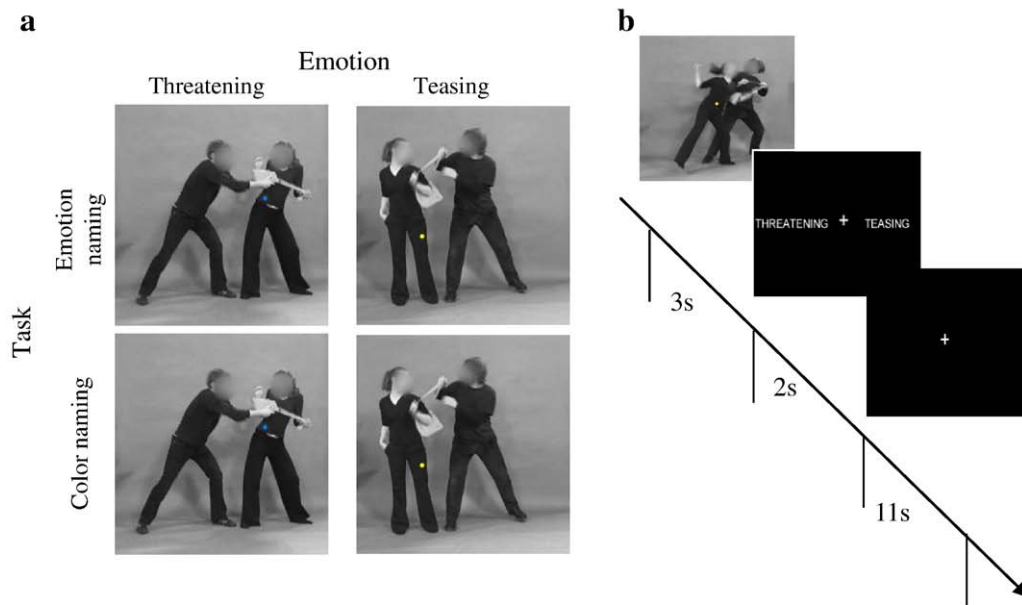 a
Emotion
Threatening
Teasing
Task
Emotion
naming
Color naming
b
THREATENING + TEASING
+
3s
2s
11s